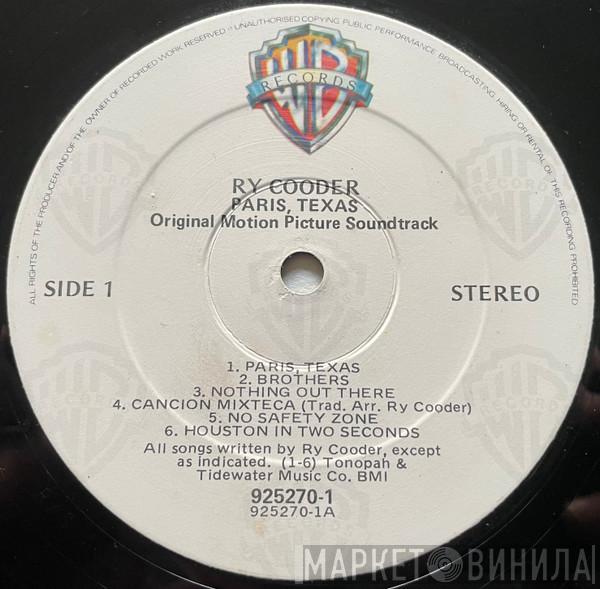 ALL RIGHTS OF THE PRODUCER AND OF THE OWNER OF RECORDED WORK RESERVED UNAUTHORISED COPYING PUBLIC PERFORMANCE BROADCASTING HIRING OR RENTAL OF THIS RECORDING PROHIBITED
WB
RECORDS
RY COODER
PARIS, TEXAS
Original Motion Picture Soundtrack
SIDE 1
STEREO
1. PARIS, TEXAS
2. BROTHERS
3. NOTHING OUT THERE
4. CANCION MIXTECA (Trad. Arr. Ry Cooder)
5. NO SAFETY ZONE
6. HOUSTON IN TWO SECONDS
All songs written by Ry Cooder, except
as indicated. (1-6) Tonopah &
Tidewater Music Co. BMI
925270-1
925270-1A
МАРКЕТ ВИНИЛА